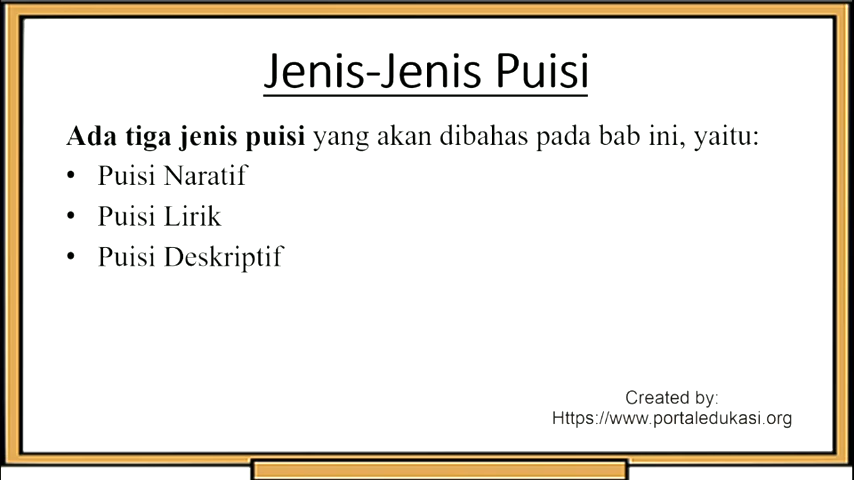 Jenis-Jenis Puisi
Ada tiga jenis puisi yang akan dibahas pada bab ini, yaitu:
• Puisi Naratif
• Puisi Lirik
• Puisi Deskriptif
Created by:
Https://www.portaledukasi.org